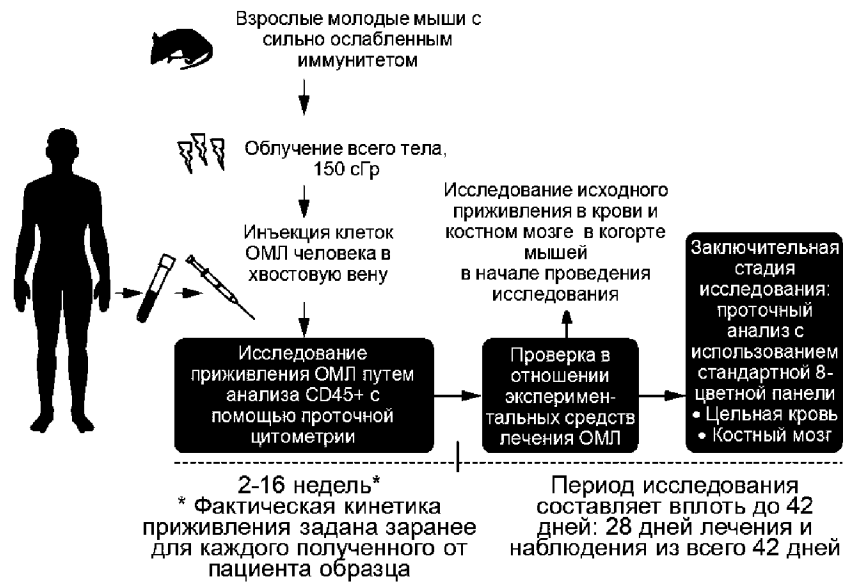 Взрослые молодые мыши с
сильно ослабленным
иммунитетом
Облучение всего тела,
150 сГр
Инъекция клеток
ОМЛ человека в
хвостовую вену
Исследование исходного
приживления в крови и
костном мозге в когорте
мышей
в начале проведения
исследования
Исследование
приживления ОМЛ путем
анализа CD45+ с
помощью проточной
цитометрии
Проверка в
отношении
эксперимен-
тальных средств
лечения ОМЛ
Заключительная
стадия
исследования:
проточный
анализ с
использованием
стандартной 8-
цветной панели
• Цельная кровь
• Костный мозг
2-16 недель*
* Фактическая кинетика
приживления задана заранее
для каждого полученного от
пациента образца
Период исследования
составляет вплоть до 42
дней: 28 дней лечения и
наблюдения из всего 42 дней